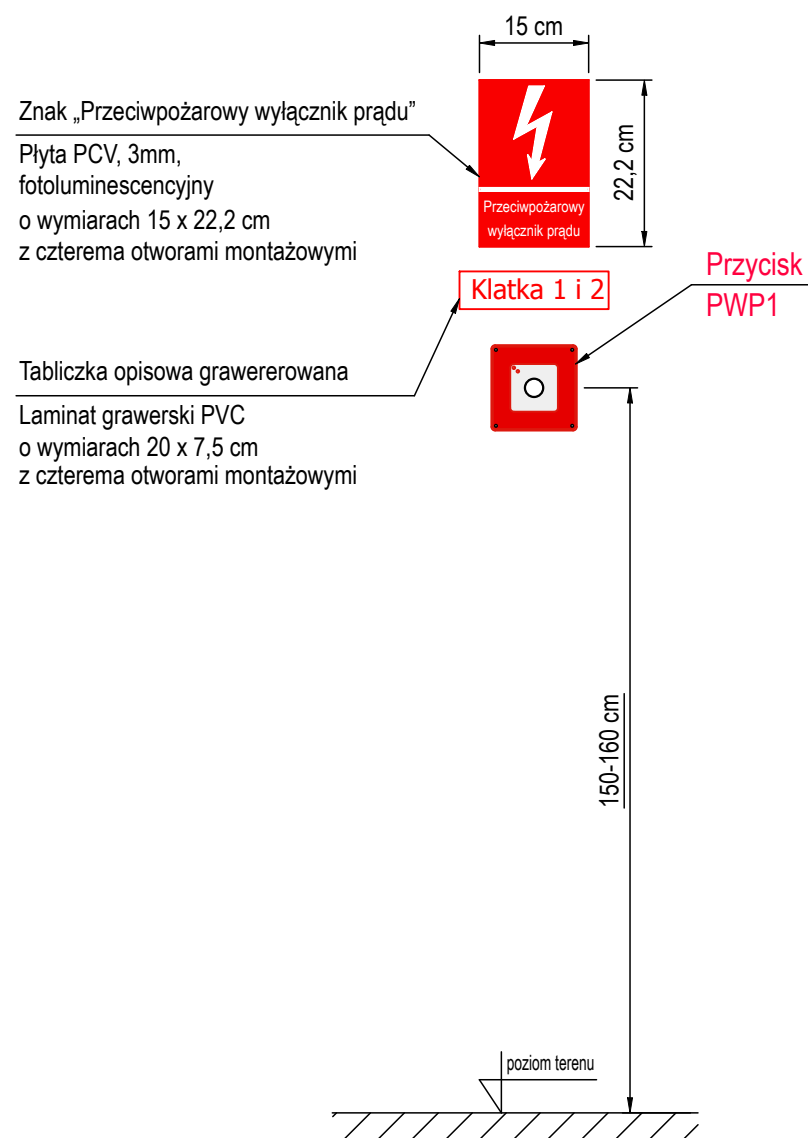 15 cm
Znak „Przeciwpożarowy wyłącznik prądu”
Płyta PCV, 3mm,
fotoluminescencyjny
o wymiarach 15 x 22,2 cm
z czterema otworami montażowymi
22,2 cm
Przeciwpożarowy
wyłącznik prądu
Klatka 1 i 2
Przycisk
PWP1
Tabliczka opisowa grawererowana
Laminat grawerski PVC
o wymiarach 20 x 7,5 cm
z czterema otworami montażowymi
150-160 cm
poziom terenu